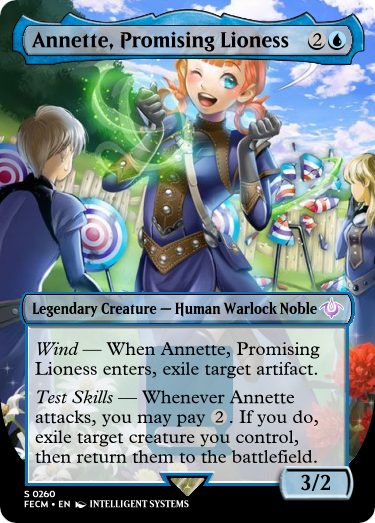 Annette, Promising Lioness 2
Legendary Creature — Human Warlock Noble
Wind — When Annette, Promising
Lioness enters, exile target artifact.
Test Skills — Whenever Annette
attacks, you may pay 2. If you do,
exile target creature you control,
then return them to the battlefield.
3/2
S 0260
FECM • EN INTELLIGENT SYSTEMS